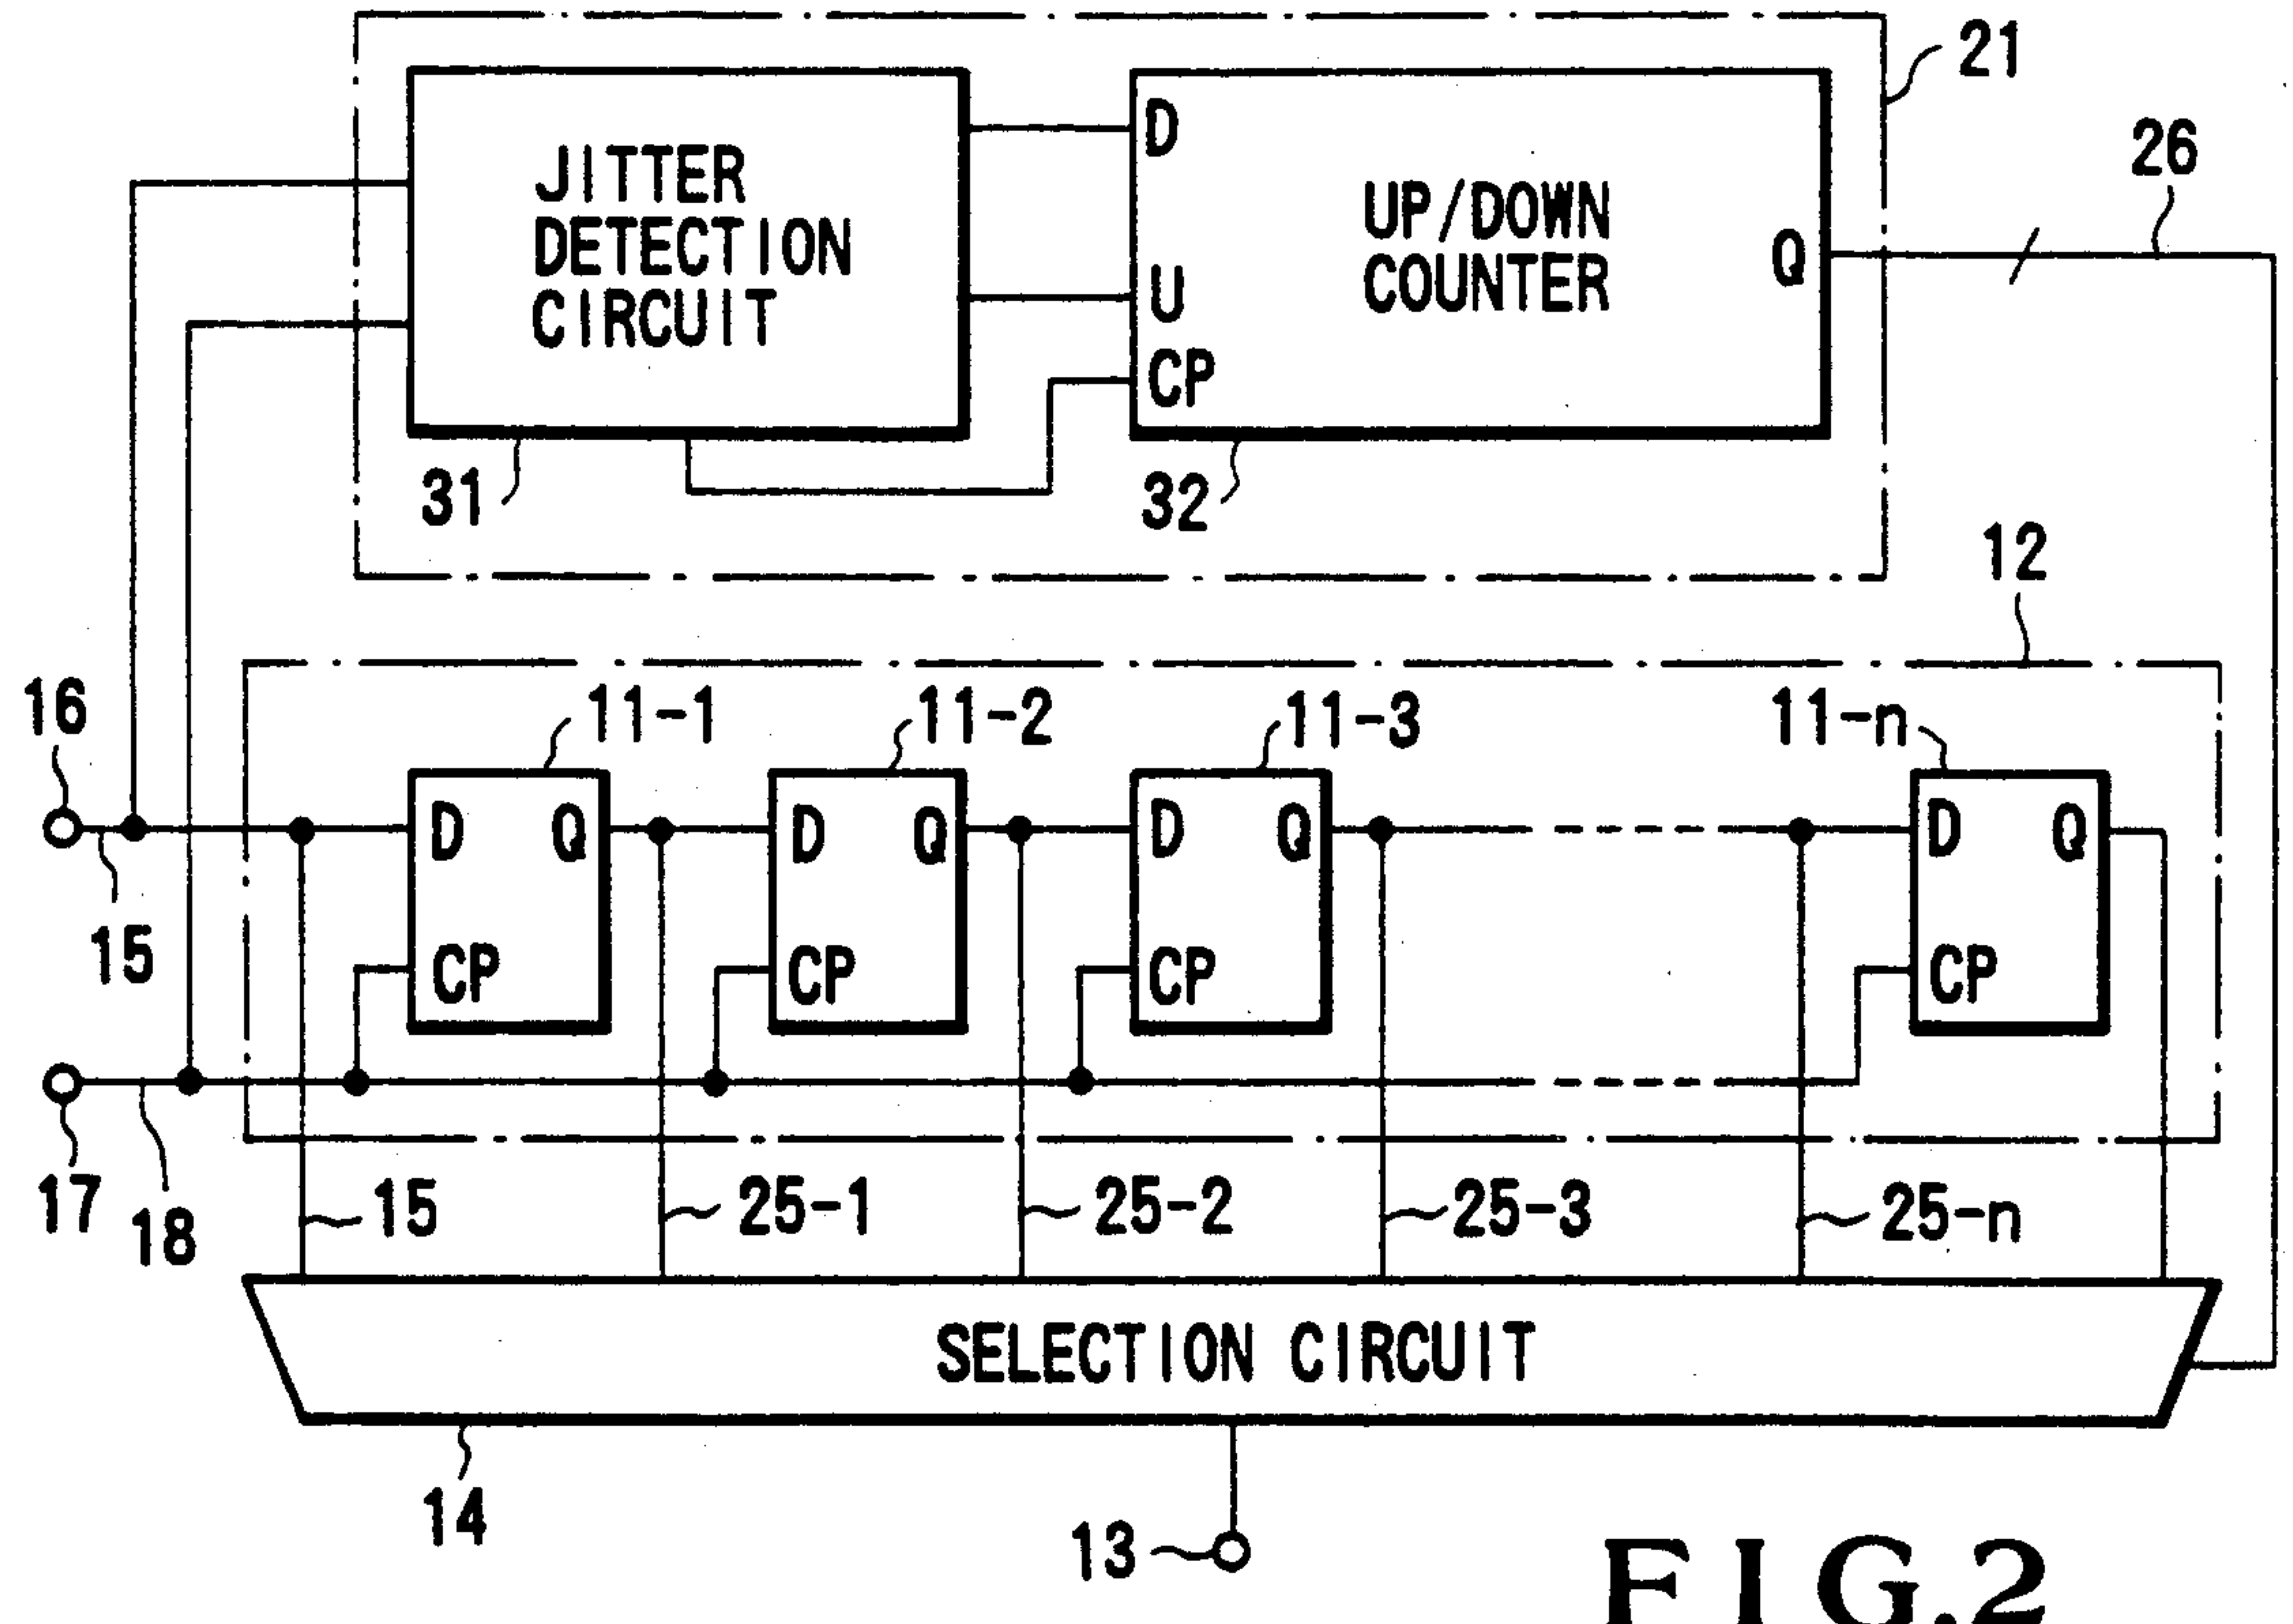 21
JITTER
DETECTION
CIRCUIT
D
U
CP
UP/DOWN
COUNTER
Q
26
31
32
12
16
11-1
11-2
11-3
11-n
D Q
CP
D Q
CP
D Q
CP
D Q
CP
15
17
18
15
25-1
25-2
25-3
25-n
SELECTION CIRCUIT
14
13
FIG.2